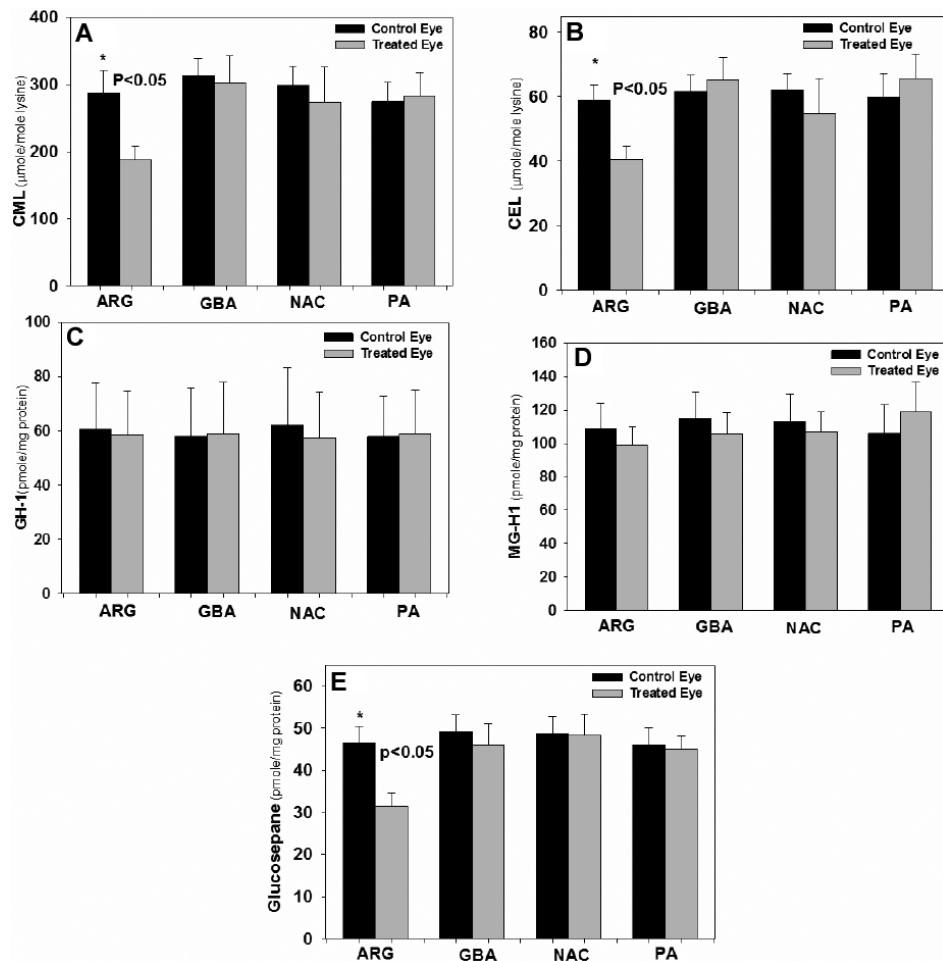 A
Control Eye
Treated Eye
*
P<0.05
CML (µmole/mole lysine)
400
300
200
100
0
ARG GBA NAC PA
B
Control Eye
Treated Eye
*
P<0.05
CEL (µmole/mole lysine)
80
60
40
20
0
ARG GBA NAC PA
C
Control Eye
Treated Eye
GH-1(pmole/mg protein)
100
80
60
40
20
0
ARG GBA NAC PA
D
Control Eye
Treated Eye
MG-H1 (pmole/mg protein)
160
140
120
100
80
60
40
20
0
ARG GBA NAC PA
E
Control Eye
Treated Eye
*
p<0.05
Glucosepane (pmole/mg protein)
60
50
40
30
20
10
0
ARG GBA NAC PA